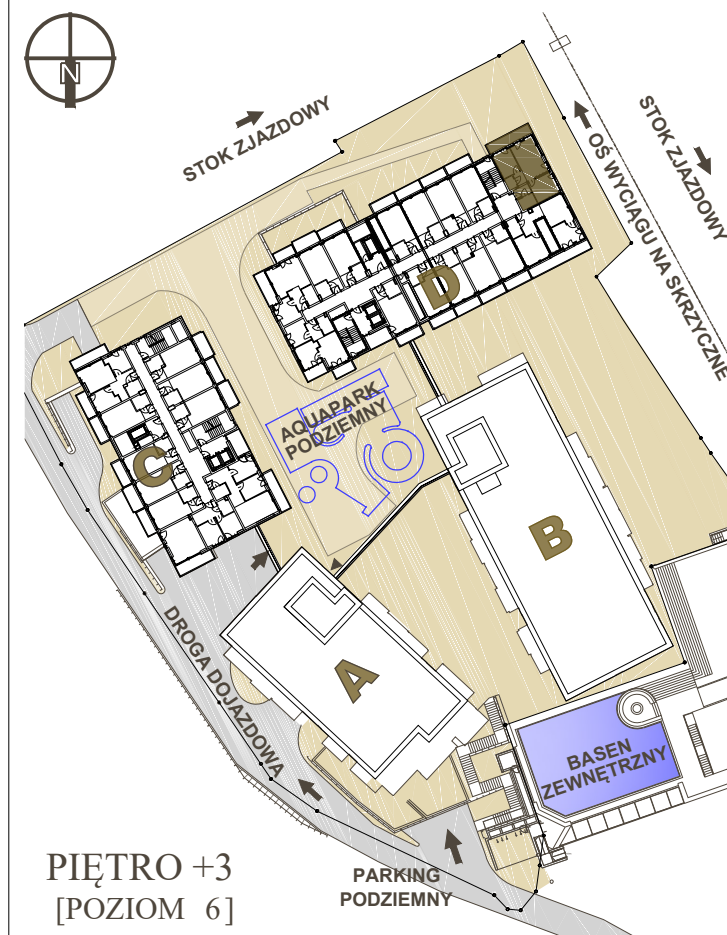 N
STOK ZJAZDOWY
STOK ZJAZDOWY
OŚ WYCIĄGU NA SKRZYCZNE
D
AQUAPARK
PODZIEMNY
C
B
A
DROGA DOJAZDOWA
BASEN
ZEWNĘTRZNY
PARKING
PODZIEMNY
PIĘTRO +3
[POZIOM 6]